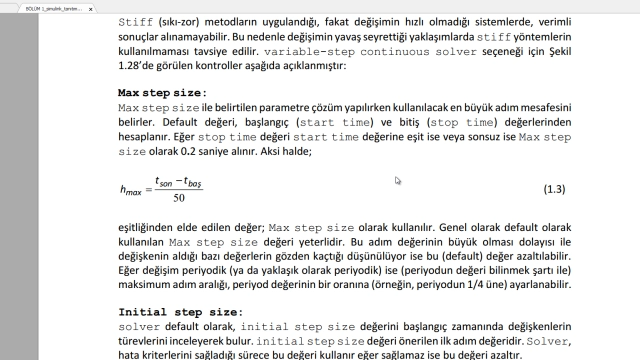 BÖLÜM 1_simulink_tanıtım...
Stiff (sıkı-zor) metodların uygulandığı, fakat değişimin hızlı olmadığı sistemlerde, verimli
sonuçlar alınamayabilir. Bu nedenle değişimin yavaş seyrettiği yaklaşımlarda stiff yöntemlerin
kullanılmaması tavsiye edilir. variable-step continuous solver seçeneği için Şekil
1.28'de görülen kontroller aşağıda açıklanmıştır:
Max step size:
Max step size ile belirtilen parametre çözüm yapılırken kullanılacak en büyük adım mesafesini
belirler. Default değeri, başlangıç (start time) ve bitiş (stop time) değerlerinden
hesaplanır. Eğer stop time değeri start time değerine eşit ise veya sonsuz ise Max step
size olarak 0.2 saniye alınır. Aksi halde;
h_max = (t_son − t_baş) / 50 (1.3)
eşitliğinden elde edilen değer; Max step size olarak kullanılır. Genel olarak default olarak
kullanılan Max step size değeri yeterlidir. Bu adım değerinin büyük olması dolayısı ile
değişkenin aldığı bazı değerlerin gözden kaçtığı düşünülüyor ise bu (default) değer azaltılabilir.
Eğer değişim periyodik (ya da yaklaşık olarak periyodik) ise (periyodun değeri bilinmek şartı ile)
maksimum adım aralığı, periyod değerinin bir oranına (örneğin, periyodun 1/4 üne) ayarlanabilir.
Initial step size:
solver default olarak, initial step size değerini başlangıç zamanında değişkenlerin
türevlerini inceleyerek bulur. initial step size değeri önerilen ilk adım değeridir. Solver,
hata kriterlerini sağladığı sürece bu değeri kullanır eğer sağlamaz ise bu değeri azaltır.